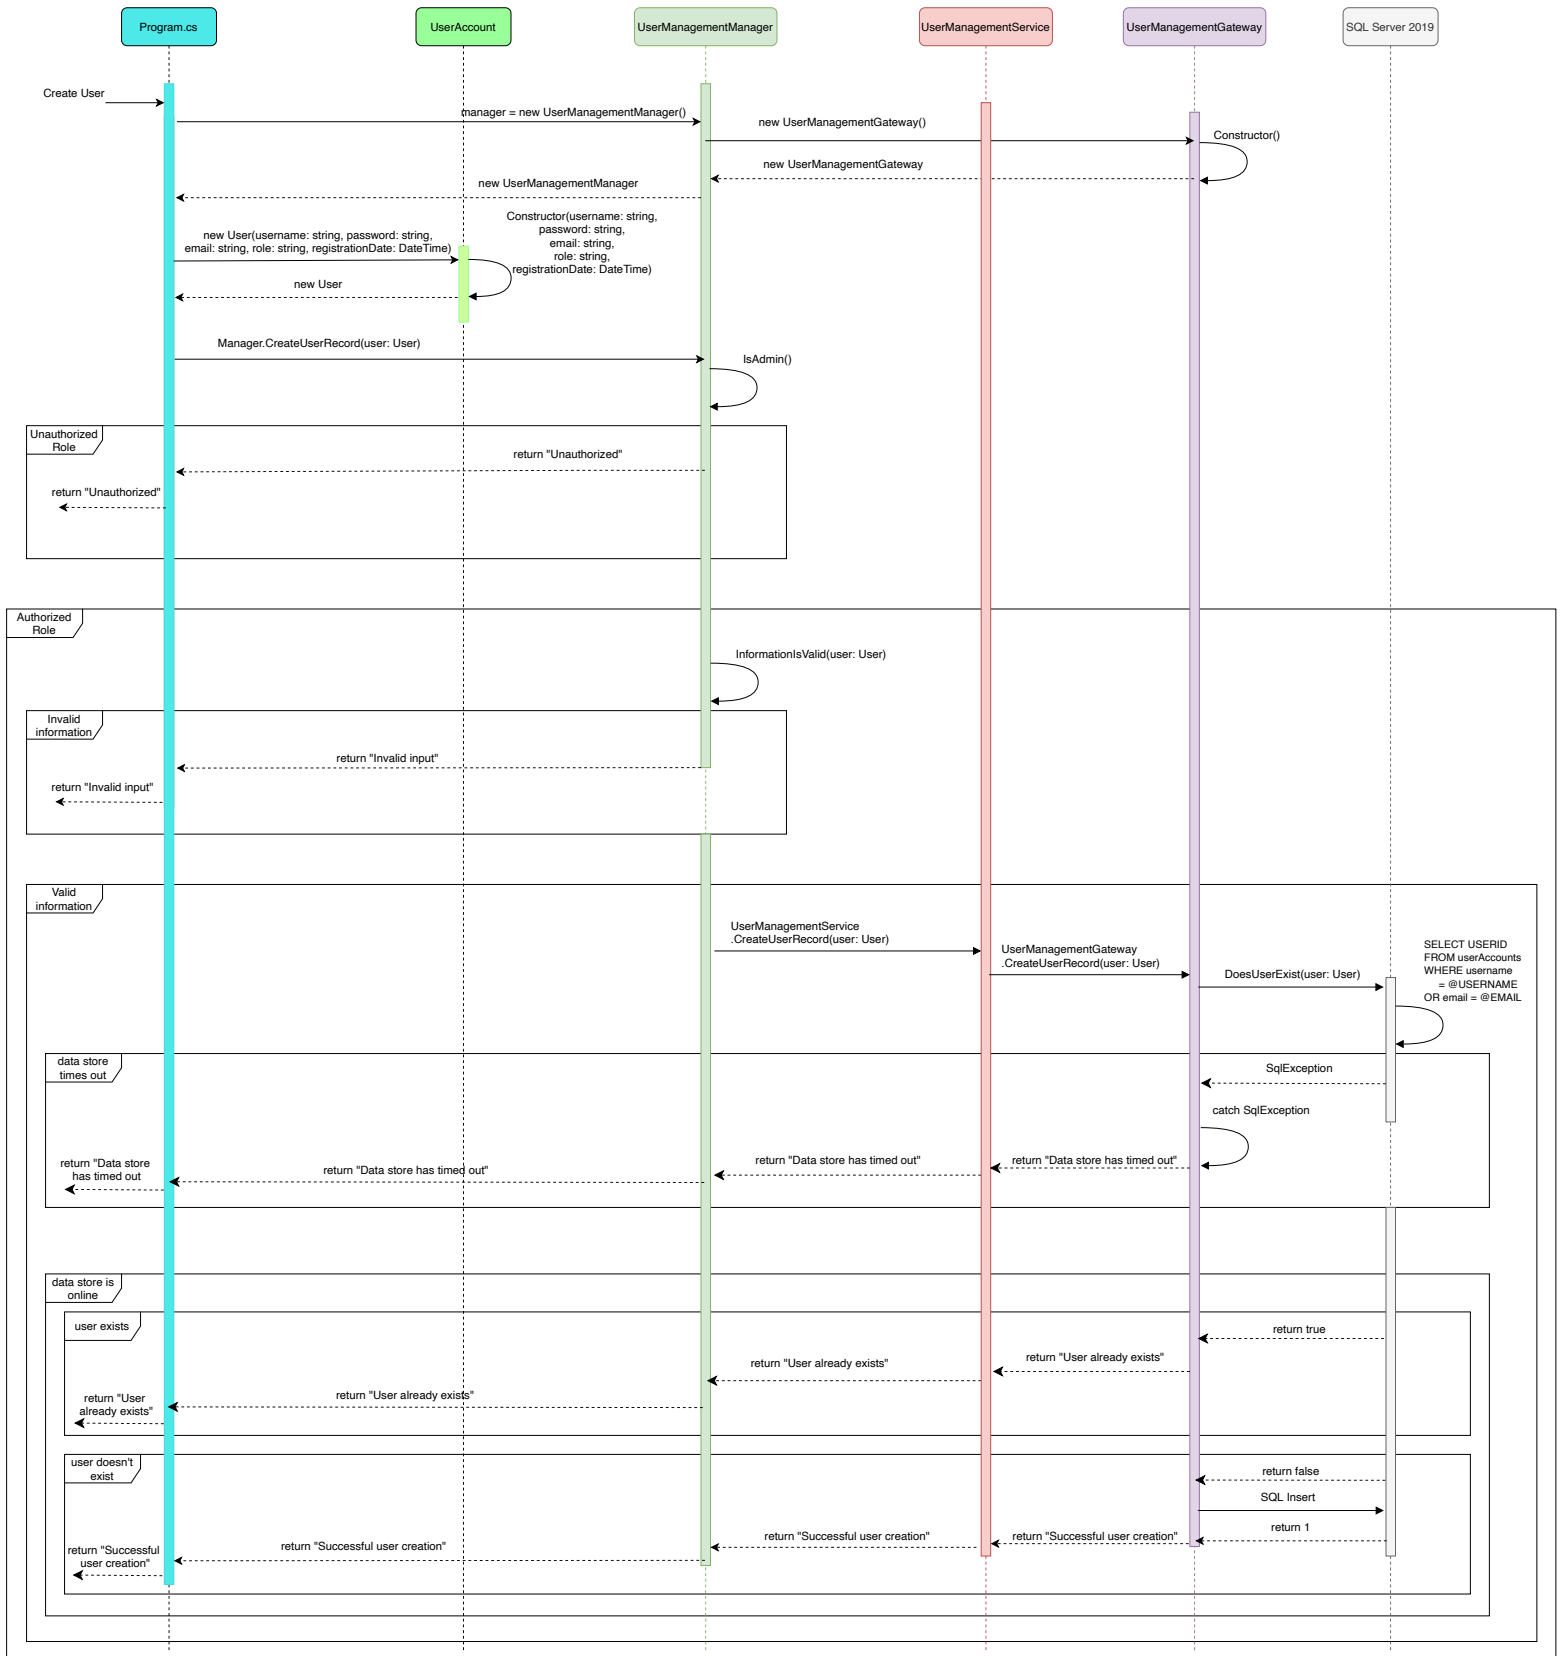 Program.cs
UserAccount
UserManagementManager
UserManagementService
UserManagementGateway
SQL Server 2019
Create User
manager = new UserManagementManager()
new UserManagementGateway()
Constructor()
new UserManagementGateway
new UserManagementManager
new User(username: string, password: string,
email: string, role: string, registrationDate: DateTime)
Constructor(username: string,
password: string,
email: string,
role: string,
registrationDate: DateTime)
new User
Manager.CreateUserRecord(user: User)
IsAdmin()
Unauthorized
Role
return "Unauthorized"
return "Unauthorized"
Authorized
Role
InformationIsValid(user: User)
Invalid
information
return "Invalid input"
return "Invalid input"
Valid
information
UserManagementService
.CreateUserRecord(user: User)
UserManagementGateway
.CreateUserRecord(user: User)
DoesUserExist(user: User)
SELECT USERID
FROM userAccounts
WHERE username
= @USERNAME
OR email = @EMAIL
data store
times out
SqlException
catch SqlException
return "Data store has timed out"
return "Data store has timed out"
return "Data store has timed out"
return "Data store
has timed out
data store is
online
user exists
return true
return "User already exists"
return "User already exists"
return "User already exists"
return "User
already exists"
user doesn't
exist
return false
SQL Insert
return 1
return "Successful user creation"
return "Successful user creation"
return "Successful user creation"
return "Successful
user creation"